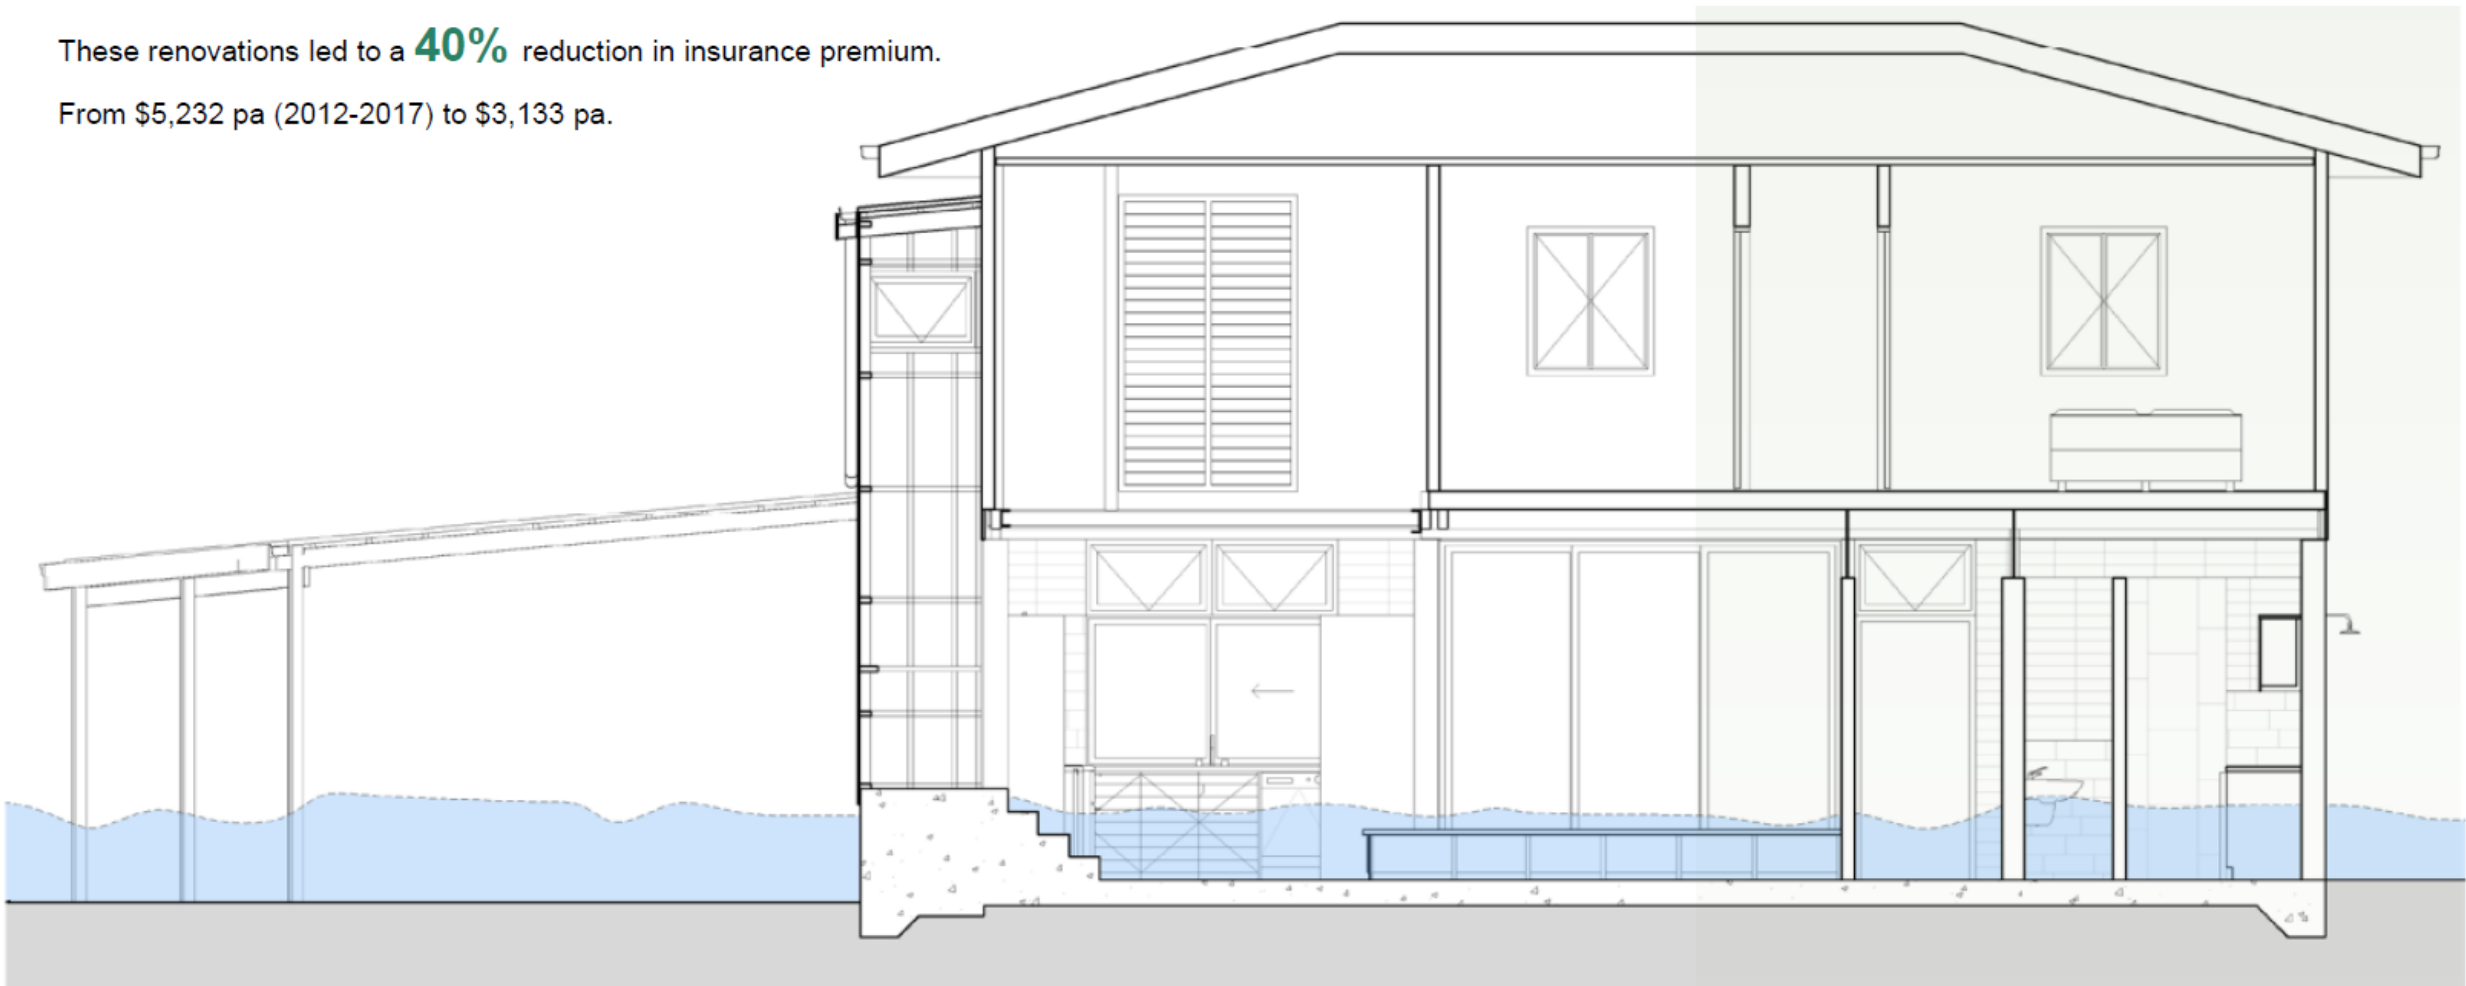 These renovations led to a 40% reduction in insurance premium.
From $5,232 pa (2012-2017) to $3,133 pa.